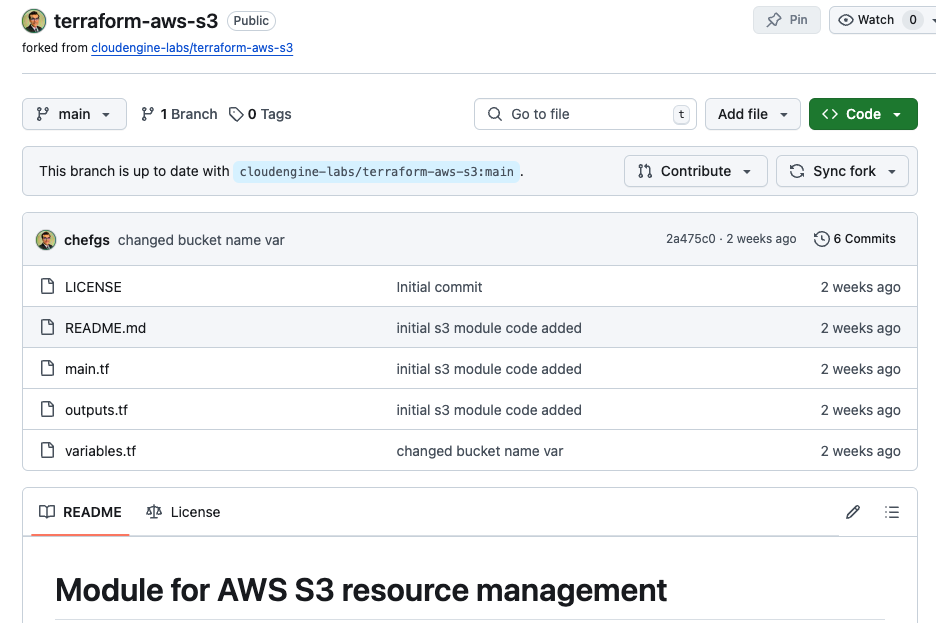 terraform-aws-s3 Public Pin Watch 0
forked from cloudengine-labs/terraform-aws-s3
main 1 Branch 0 Tags Go to file t Add file Code
This branch is up to date with cloudengine-labs/terraform-aws-s3:main . Contribute Sync fork
chefgs changed bucket name var 2a475c0 · 2 weeks ago 6 Commits
LICENSE Initial commit 2 weeks ago
README.md initial s3 module code added 2 weeks ago
main.tf initial s3 module code added 2 weeks ago
outputs.tf initial s3 module code added 2 weeks ago
variables.tf changed bucket name var 2 weeks ago
README License
Module for AWS S3 resource management